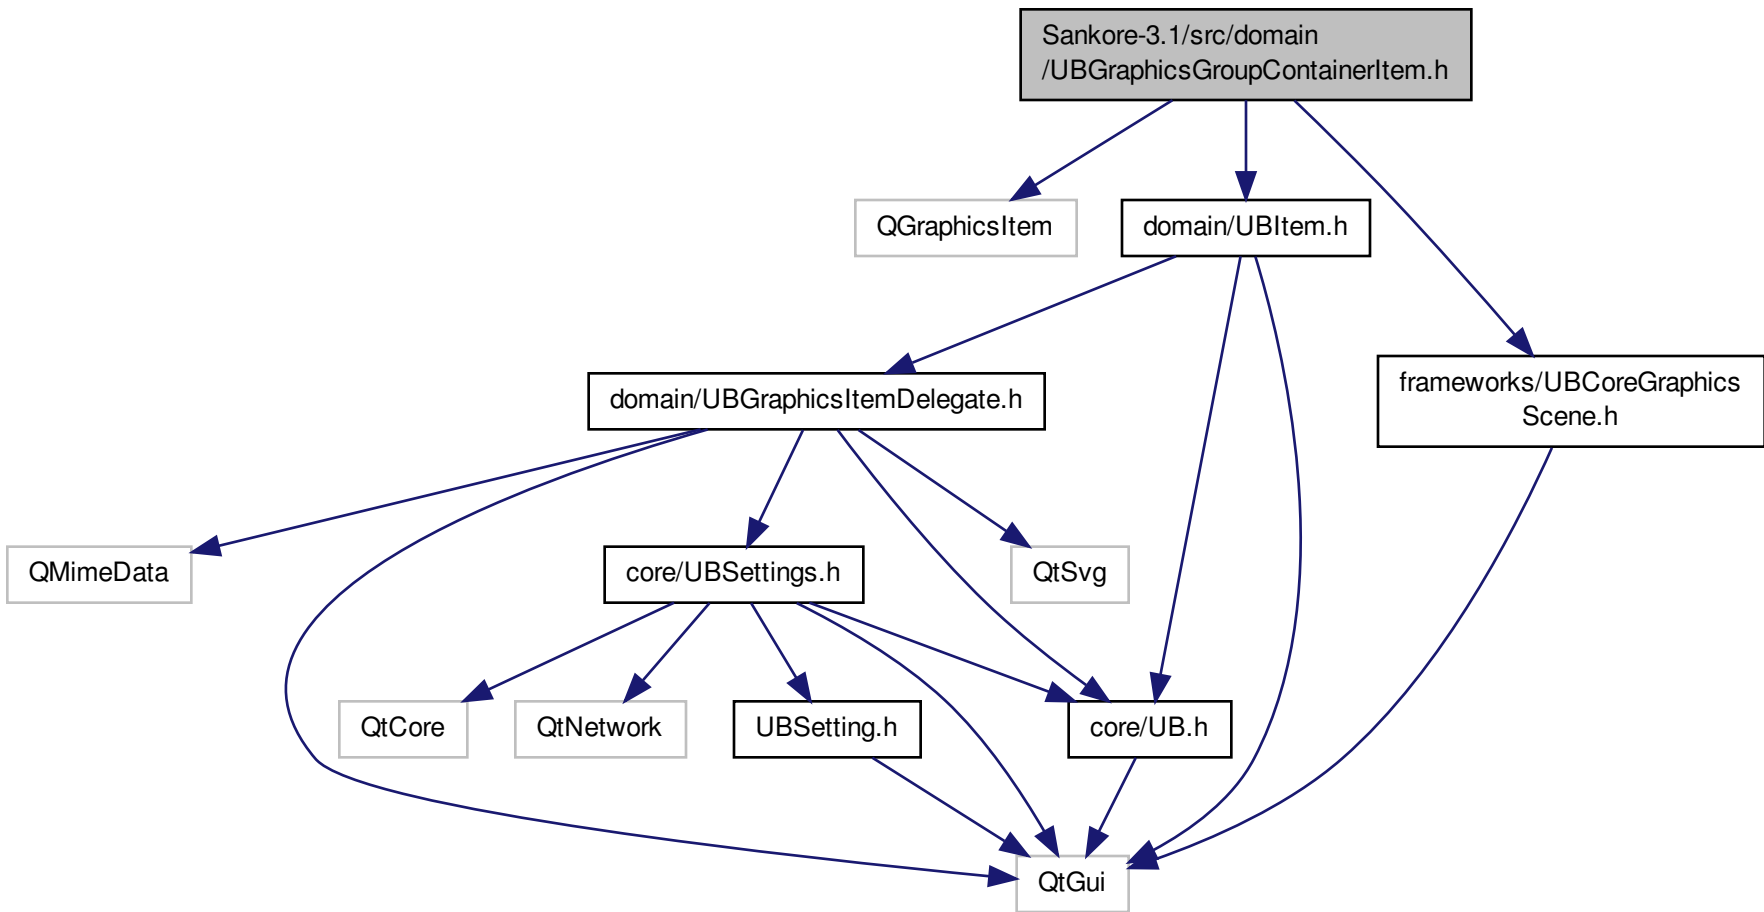 Sankore-3.1/src/domain
/UBGraphicsGroupContainerItem.h
QGraphicsItem
domain/UBItem.h
domain/UBGraphicsItemDelegate.h
frameworks/UBCoreGraphics
Scene.h
QMimeData
core/UBSettings.h
QtSvg
QtCore
QtNetwork
UBSetting.h
core/UB.h
QtGui